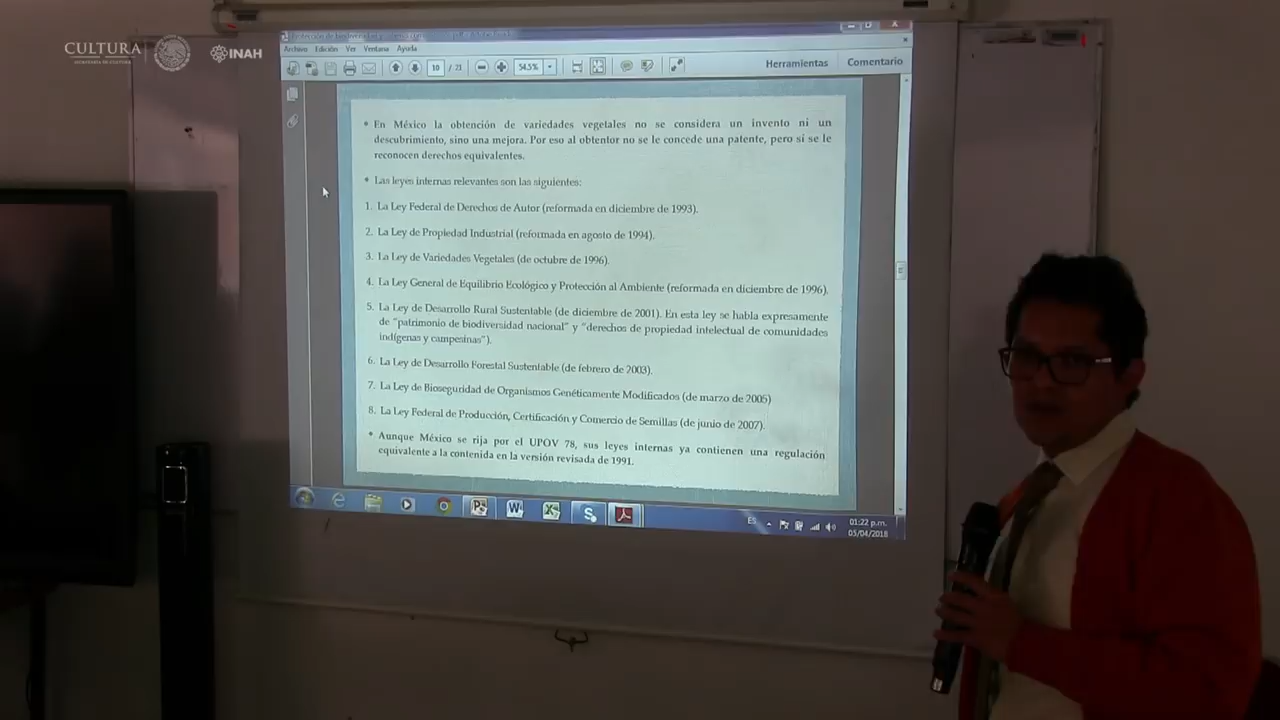 CULTURA
INAH
Archivo Edición Ver Ventana Ayuda
10 / 21
54.5%
Herramientas Comentario
* En México la obtención de variedades vegetales no se considera un invento ni un
descubrimiento, sino una mejora. Por eso al obtentor no se le concede una patente, pero sí se le
reconocen derechos equivalentes.
* Las leyes internas relevantes son las siguientes:
1. La Ley Federal de Derechos de Autor (reformada en diciembre de 1993).
2. La Ley de Propiedad Industrial (reformada en agosto de 1994).
3. La Ley de Variedades Vegetales (de octubre de 1996).
4. La Ley General de Equilibrio Ecológico y Protección al Ambiente (reformada en diciembre de 1996).
5. La Ley de Desarrollo Rural Sustentable (de diciembre de 2001). En esta ley se habla expresamente
de "patrimonio de biodiversidad nacional" y "derechos de propiedad intelectual de comunidades
indígenas y campesinas").
6. La Ley de Desarrollo Forestal Sustentable (de febrero de 2003).
7. La Ley de Bioseguridad de Organismos Genéticamente Modificados (de marzo de 2005)
8. La Ley Federal de Producción, Certificación y Comercio de Semillas (de junio de 2007).
* Aunque México se rija por el UPOV 78, sus leyes internas ya contienen una regulación
equivalente a la contenida en la versión revisada de 1991.
ES
01:22 p.m.
05/04/2018